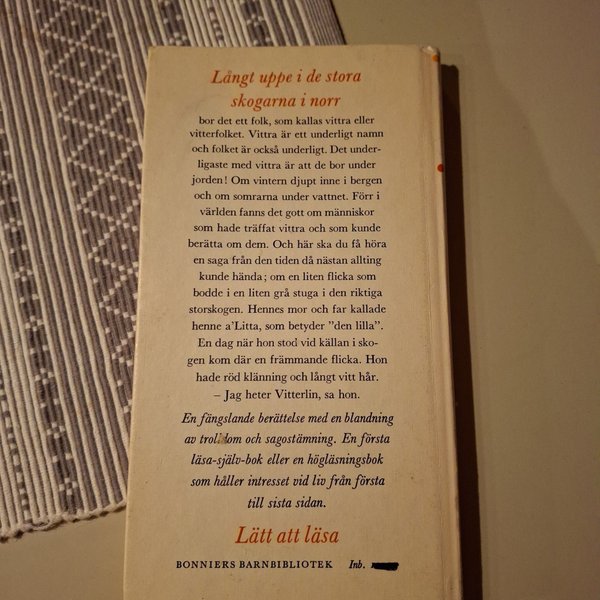 Långt uppe i de stora
skogarna i norr
bor det ett folk, som kallas vittra eller
vitterfolket. Vittra är ett underligt namn
och folket är också underligt. Det under-
ligaste med vittra är att de bor under
jorden! Om vintern djupt inne i bergen
och om somrarna under vattnet. Förr i
världen fanns det gott om människor
som hade träffat vittra och som kunde
berätta om dem. Och här ska du få höra
en saga från den tiden då nästan allting
kunde hända; om en liten flicka som
bodde i en liten grå stuga i den riktiga
storskogen. Hennes mor och far kallade
henne a'Litta, som betyder ”den lilla”.
En dag när hon stod vid källan i sko-
gen kom där en främmande flicka. Hon
hade röd klänning och långt vitt hår.
– Jag heter Vitterlin, sa hon.
En fängslande berättelse med en blandning
av trolldom och sagostämning. En första
läsa-själv-bok eller en högläsningsbok
som håller intresset vid liv från första
till sista sidan.
Lätt att läsa
BONNIERS BARNBIBLIOTEK Inb.